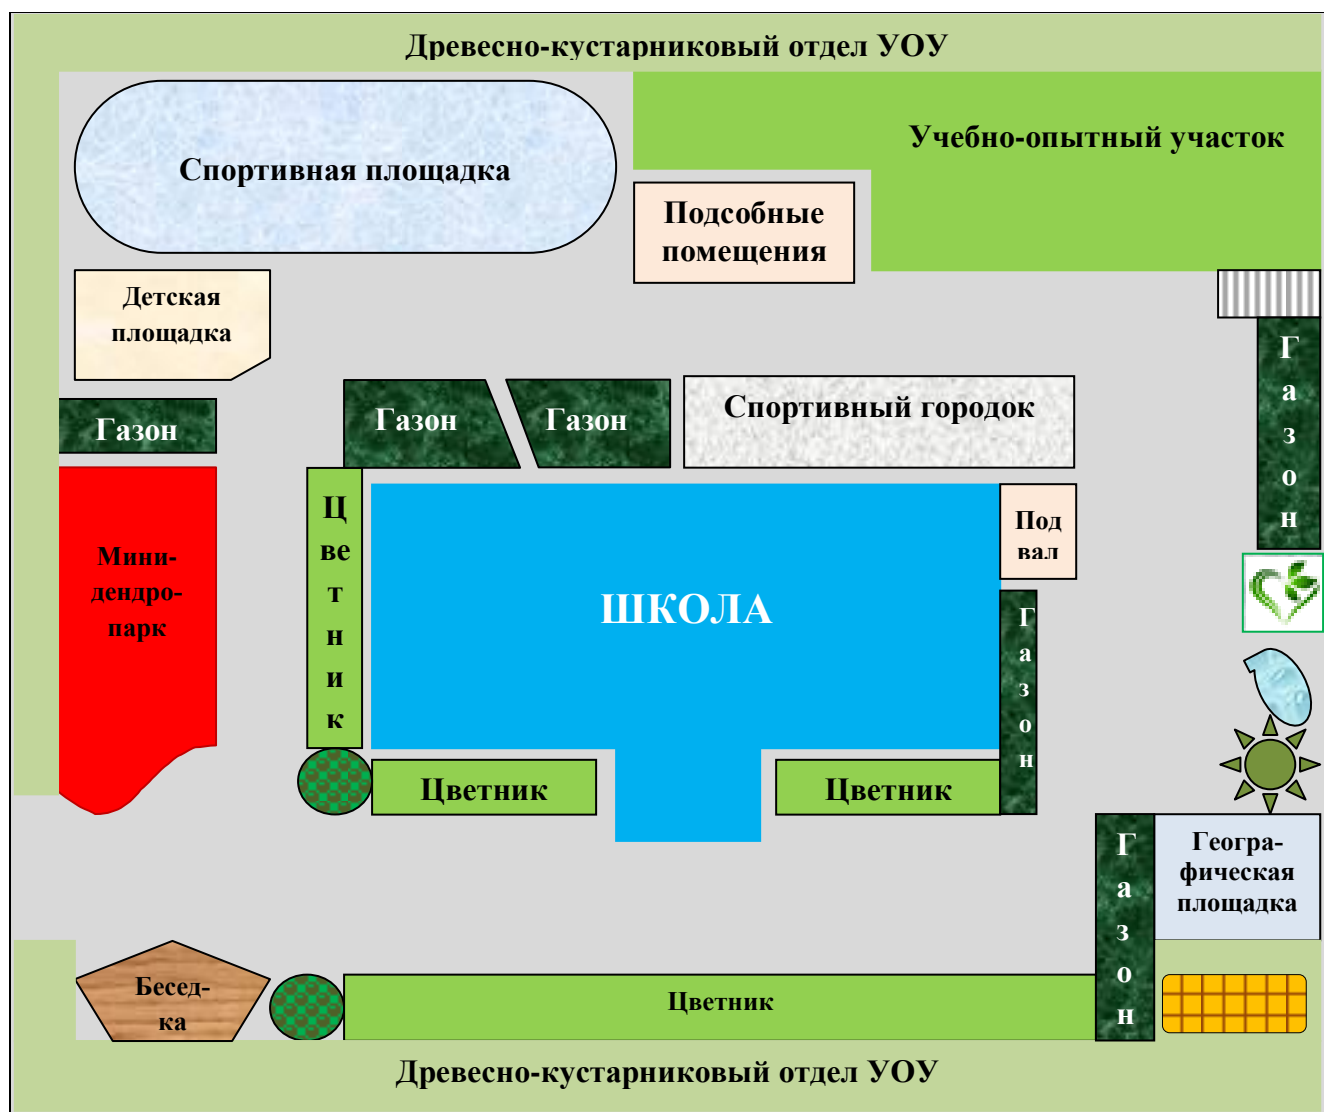 Древесно-кустарниковый отдел УОУ
Учебно-опытный участок
Спортивная площадка
Подсобные
помещения
Детская
площадка
Газон
Газон
Газон
Спортивный городок
Г
а
з
о
н
Мини-
дендро-
парк
Ц
ве
т
н
и
к
ШКОЛА
Под
вал
Г
а
з
о
н
Цветник
Цветник
Г
а
з
о
н
Геогра-
фическая
площадка
Бесед-
ка
Цветник
Древесно-кустарниковый отдел УОУ